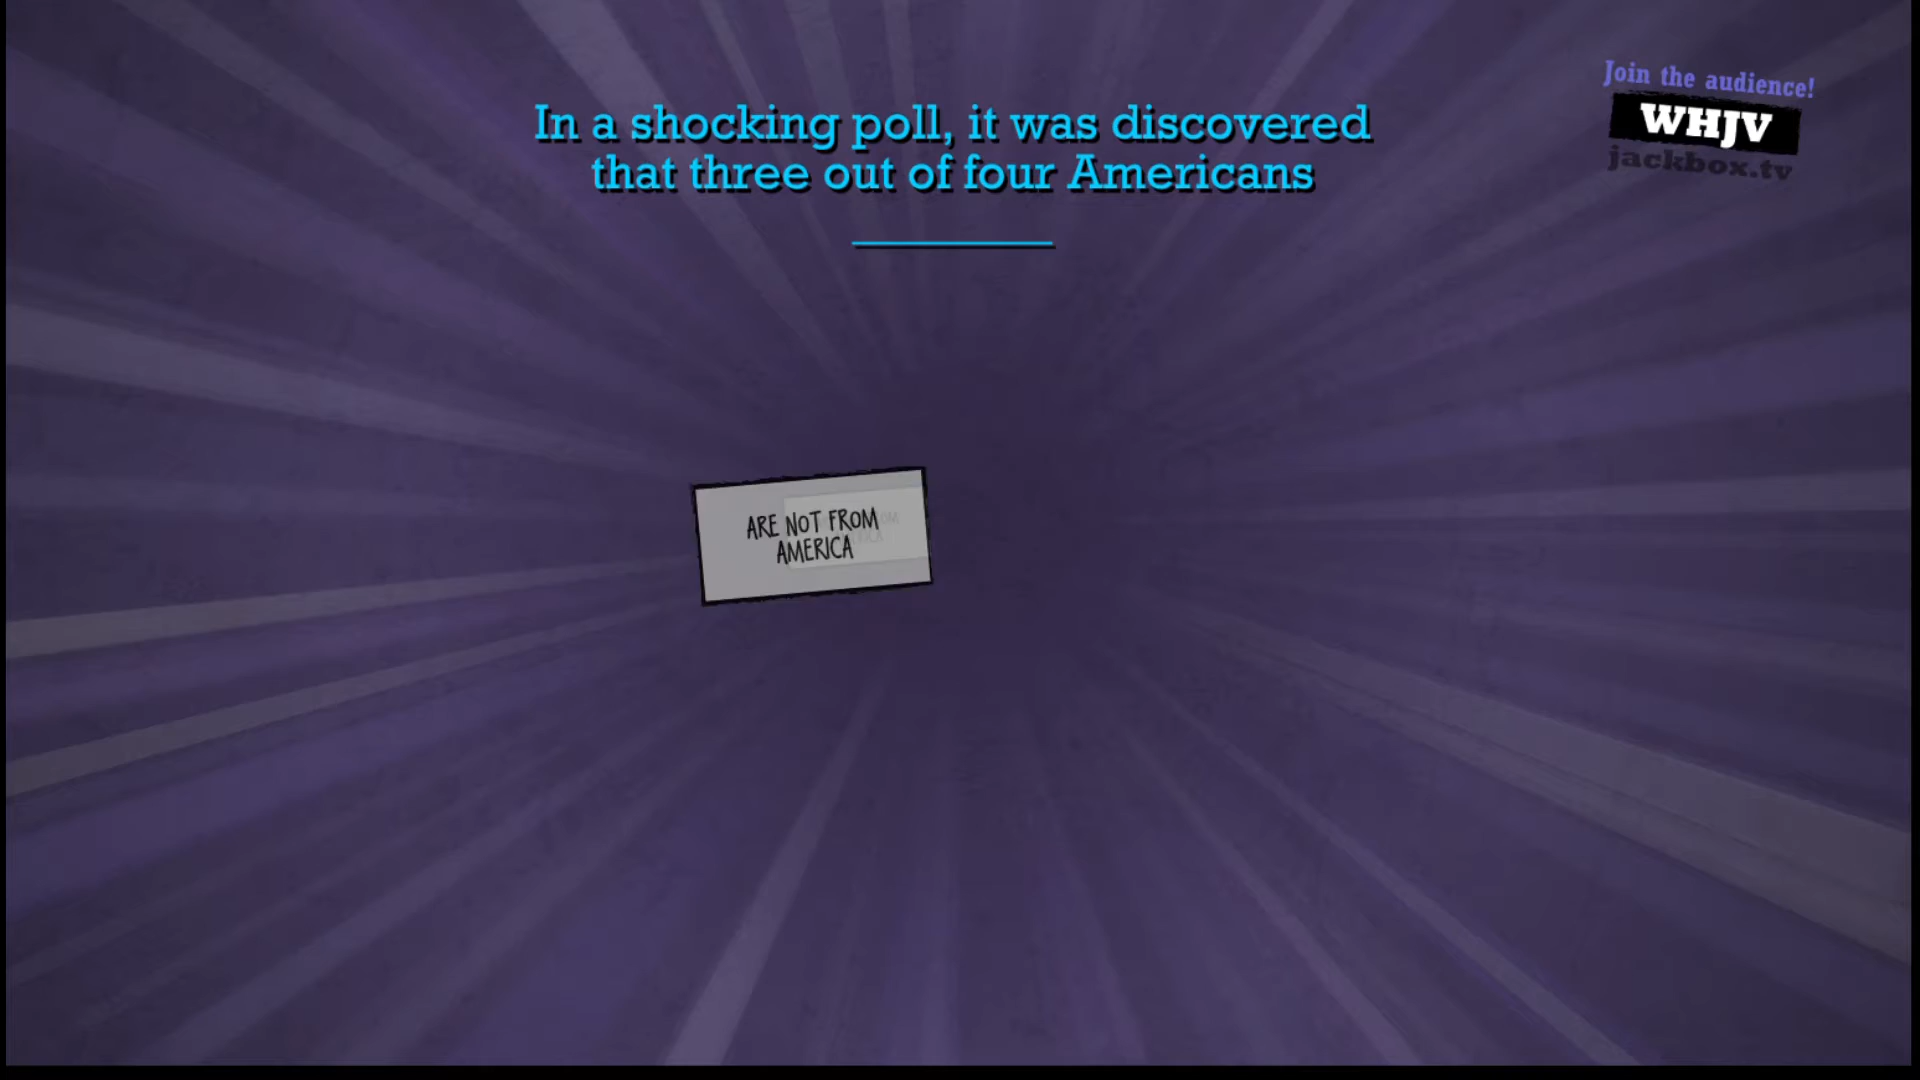 Join the audience!
WHJV
jackbox.tv
In a shocking poll, it was discovered
that three out of four Americans
ARE NOT FROM
AMERICA